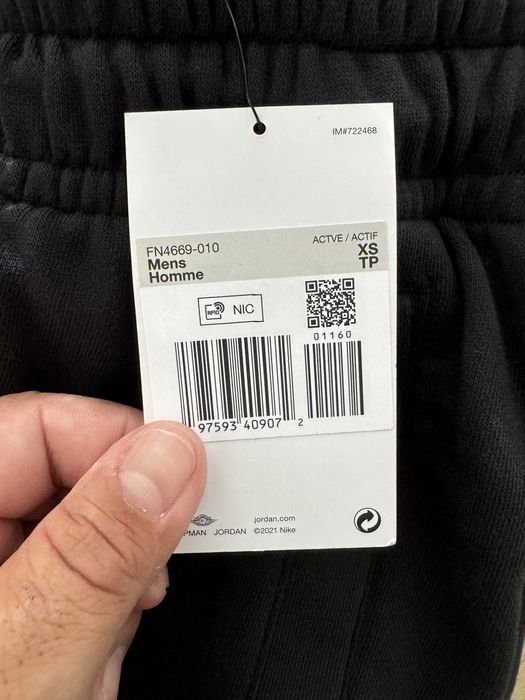 IM#722468
FN4669-010
Mens
Homme
ACTVE / ACTIF
XS
TP
RFID NIC
01160
97593 40907 2
jordan.com
JORDAN ©2021 Nike